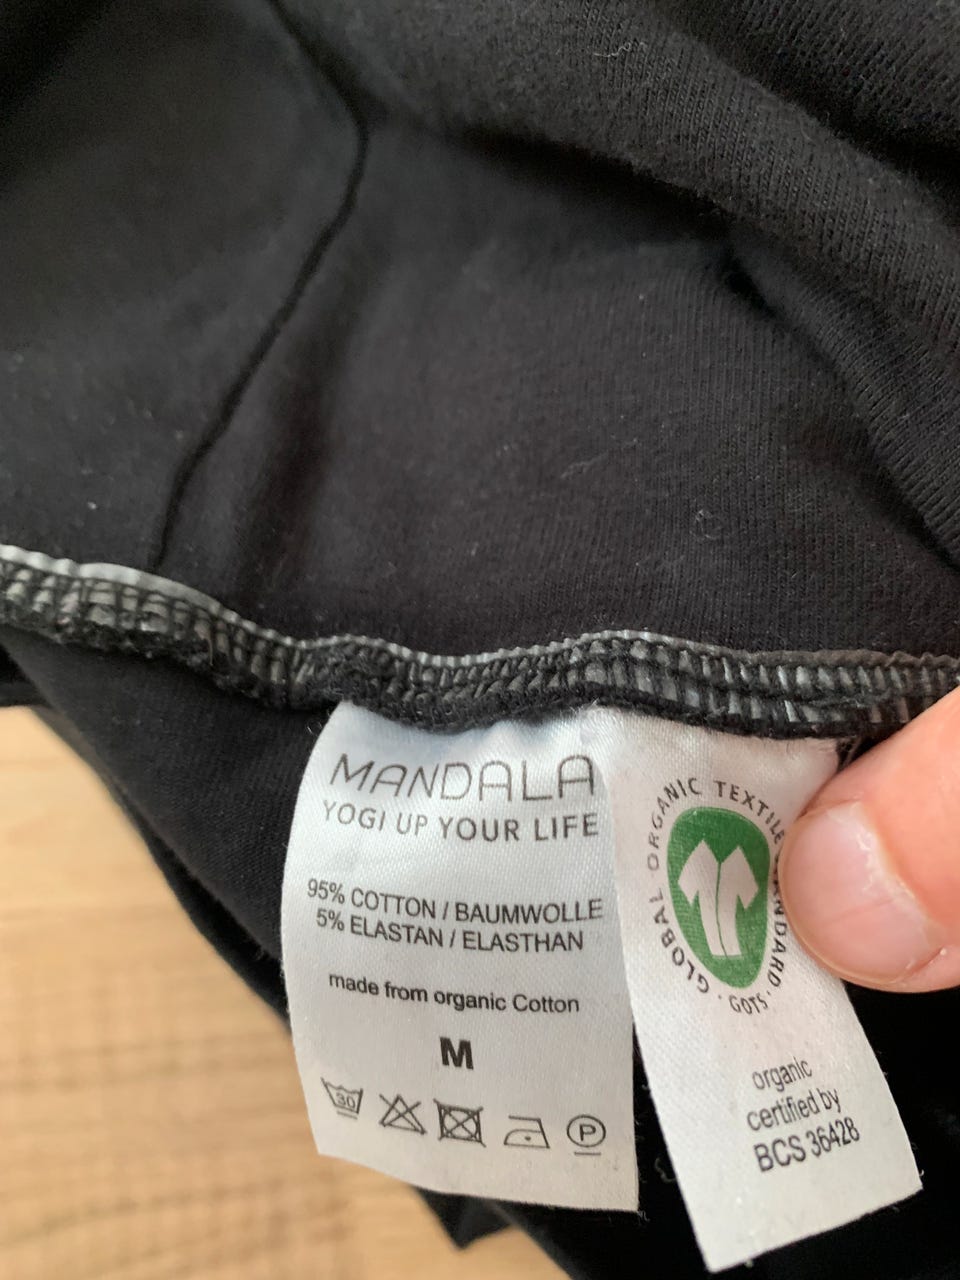 MANDALA
YOGI UP YOUR LIFE
95% COTTON / BAUMWOLLE
5% ELASTAN / ELASTHAN
made from organic Cotton
M
30
P
GLOBAL ORGANIC TEXTILE STANDARD · GOTS ·
organic
certified by
BCS 36428